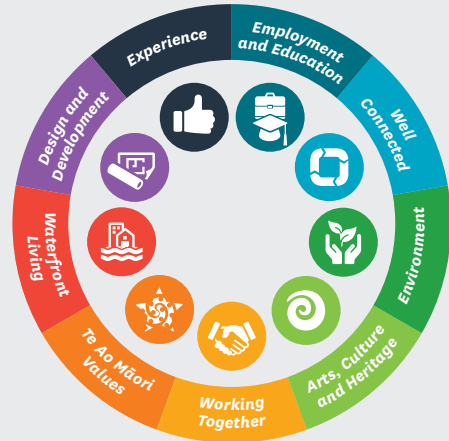 Experience
Employment
and Education
Well
Connected
Environment
Arts, Culture
and Heritage
Working
Together
Te Ao Māori
Values
Waterfront
Living
Design and
Development